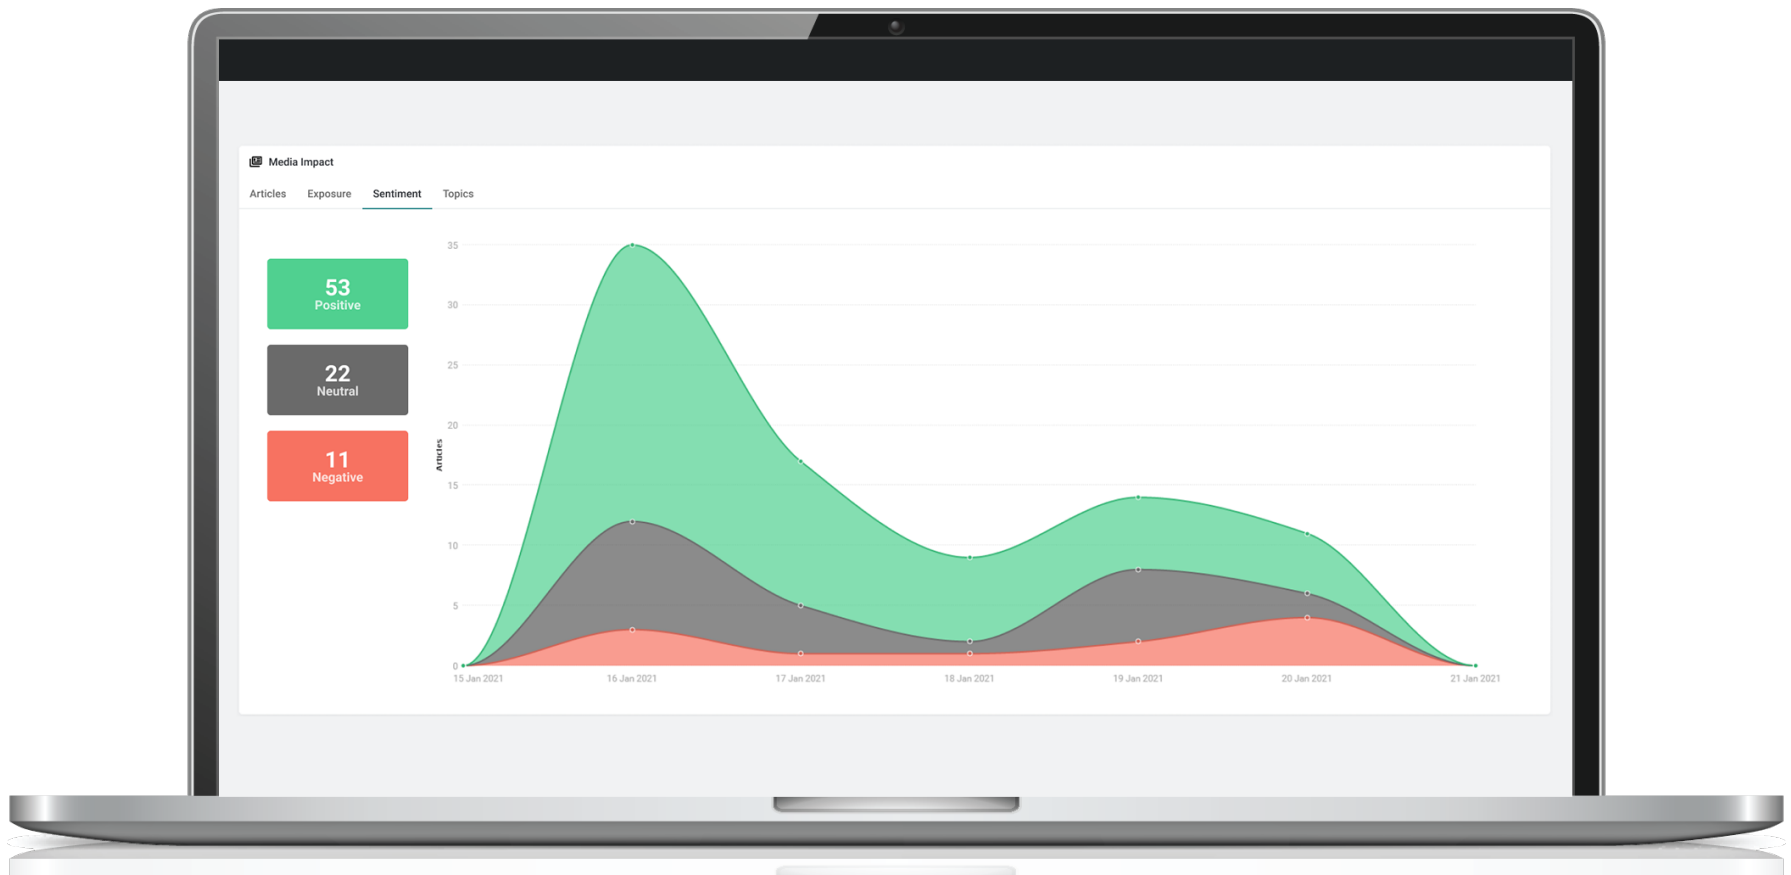 Media Impact
Articles Exposure Sentiment Topics
53
Positive
22
Neutral
11
Negative
Articles
35
30
25
20
15
10
5
0
15 Jan 2021 16 Jan 2021 17 Jan 2021 18 Jan 2021 19 Jan 2021 20 Jan 2021 21 Jan 2021